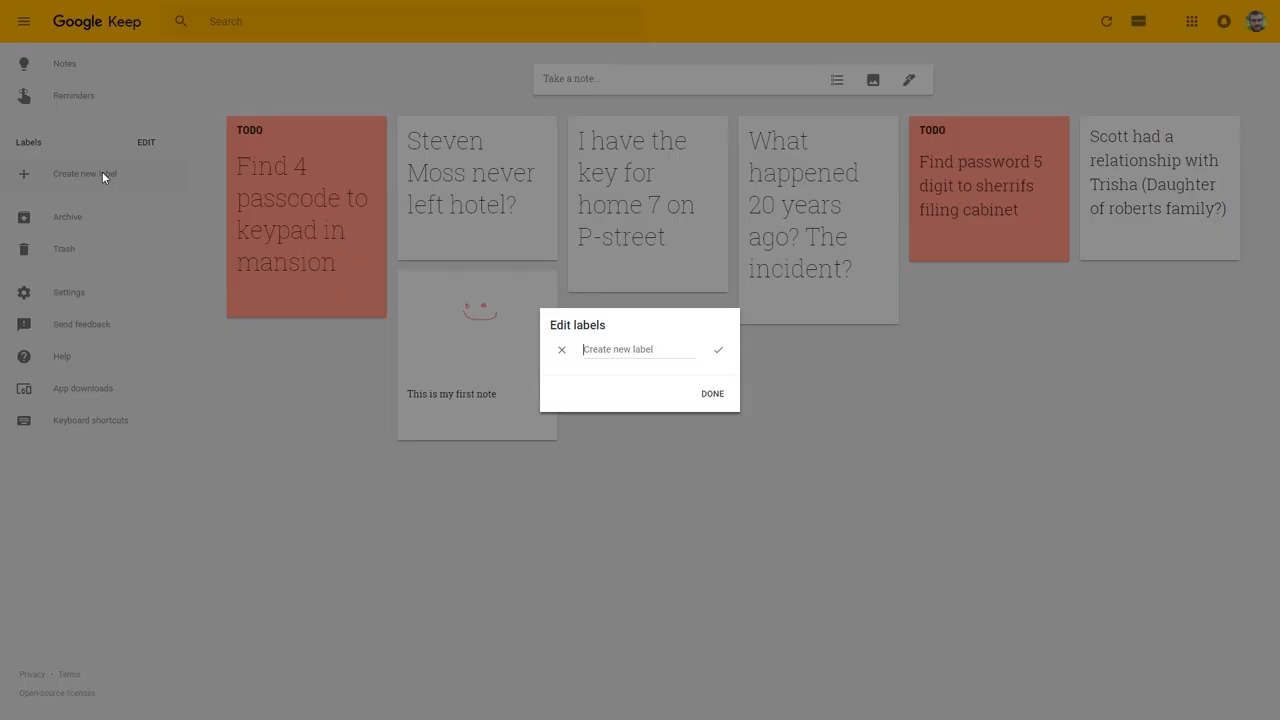 Google Keep
Search
Notes
Reminders
Labels
EDIT
Create new label
Archive
Trash
Settings
Send feedback
Help
App downloads
Keyboard shortcuts
Privacy · Terms
Open-source licenses
Take a note...
TODO
Find 4
passcode to
keypad in
mansion
Steven
Moss never
left hotel?
I have the
key for
home 7 on
P-street
What
happened
20 years
ago? The
incident?
TODO
Find password 5
digit to sherrifs
filing cabinet
Scott had a
relationship with
Trisha (Daughter
of roberts family?)
This is my first note
Edit labels
Create new label
DONE